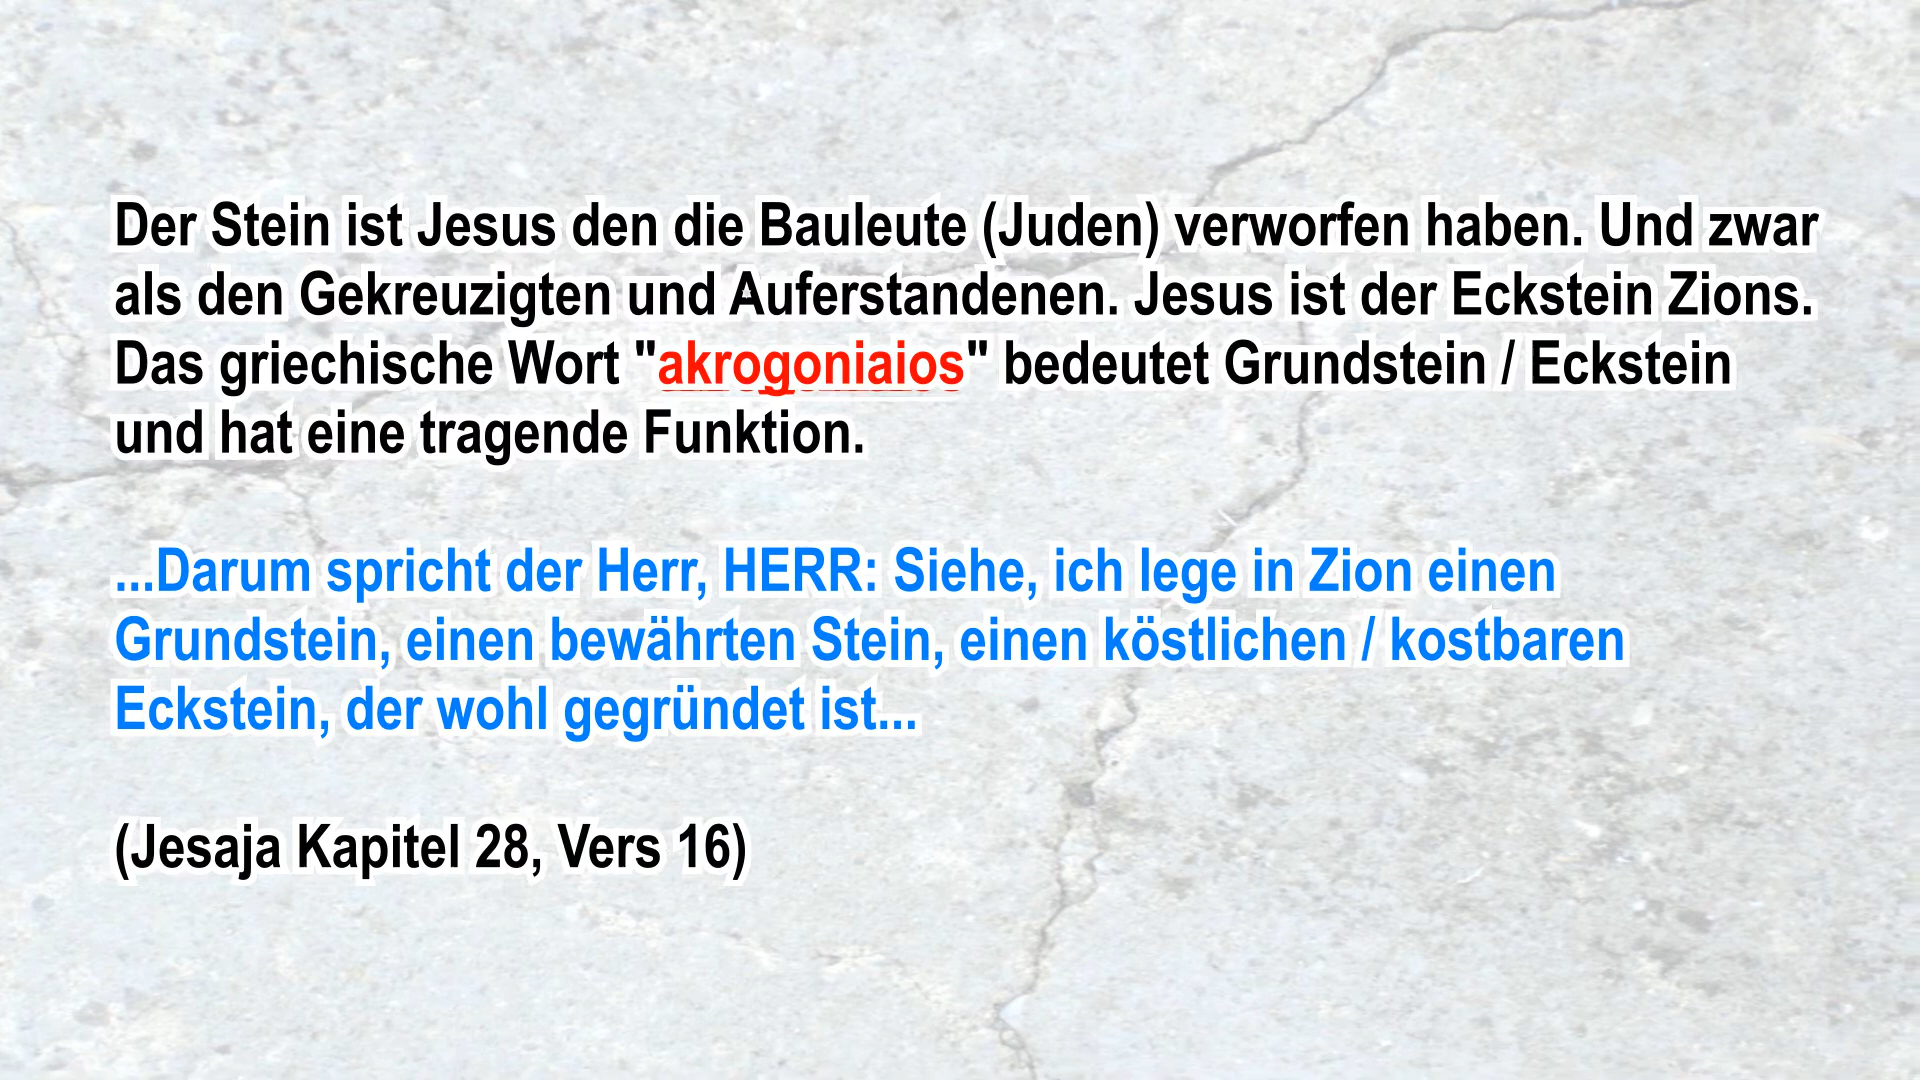 Der Stein ist Jesus den die Bauleute (Juden) verworfen haben. Und zwar
als den Gekreuzigten und Auferstandenen. Jesus ist der Eckstein Zions.
Das griechische Wort "akrogoniaios" bedeutet Grundstein / Eckstein
und hat eine tragende Funktion.
...Darum spricht der Herr, HERR: Siehe, ich lege in Zion einen
Grundstein, einen bewährten Stein, einen köstlichen / kostbaren
Eckstein, der wohl gegründet ist...
(Jesaja Kapitel 28, Vers 16)